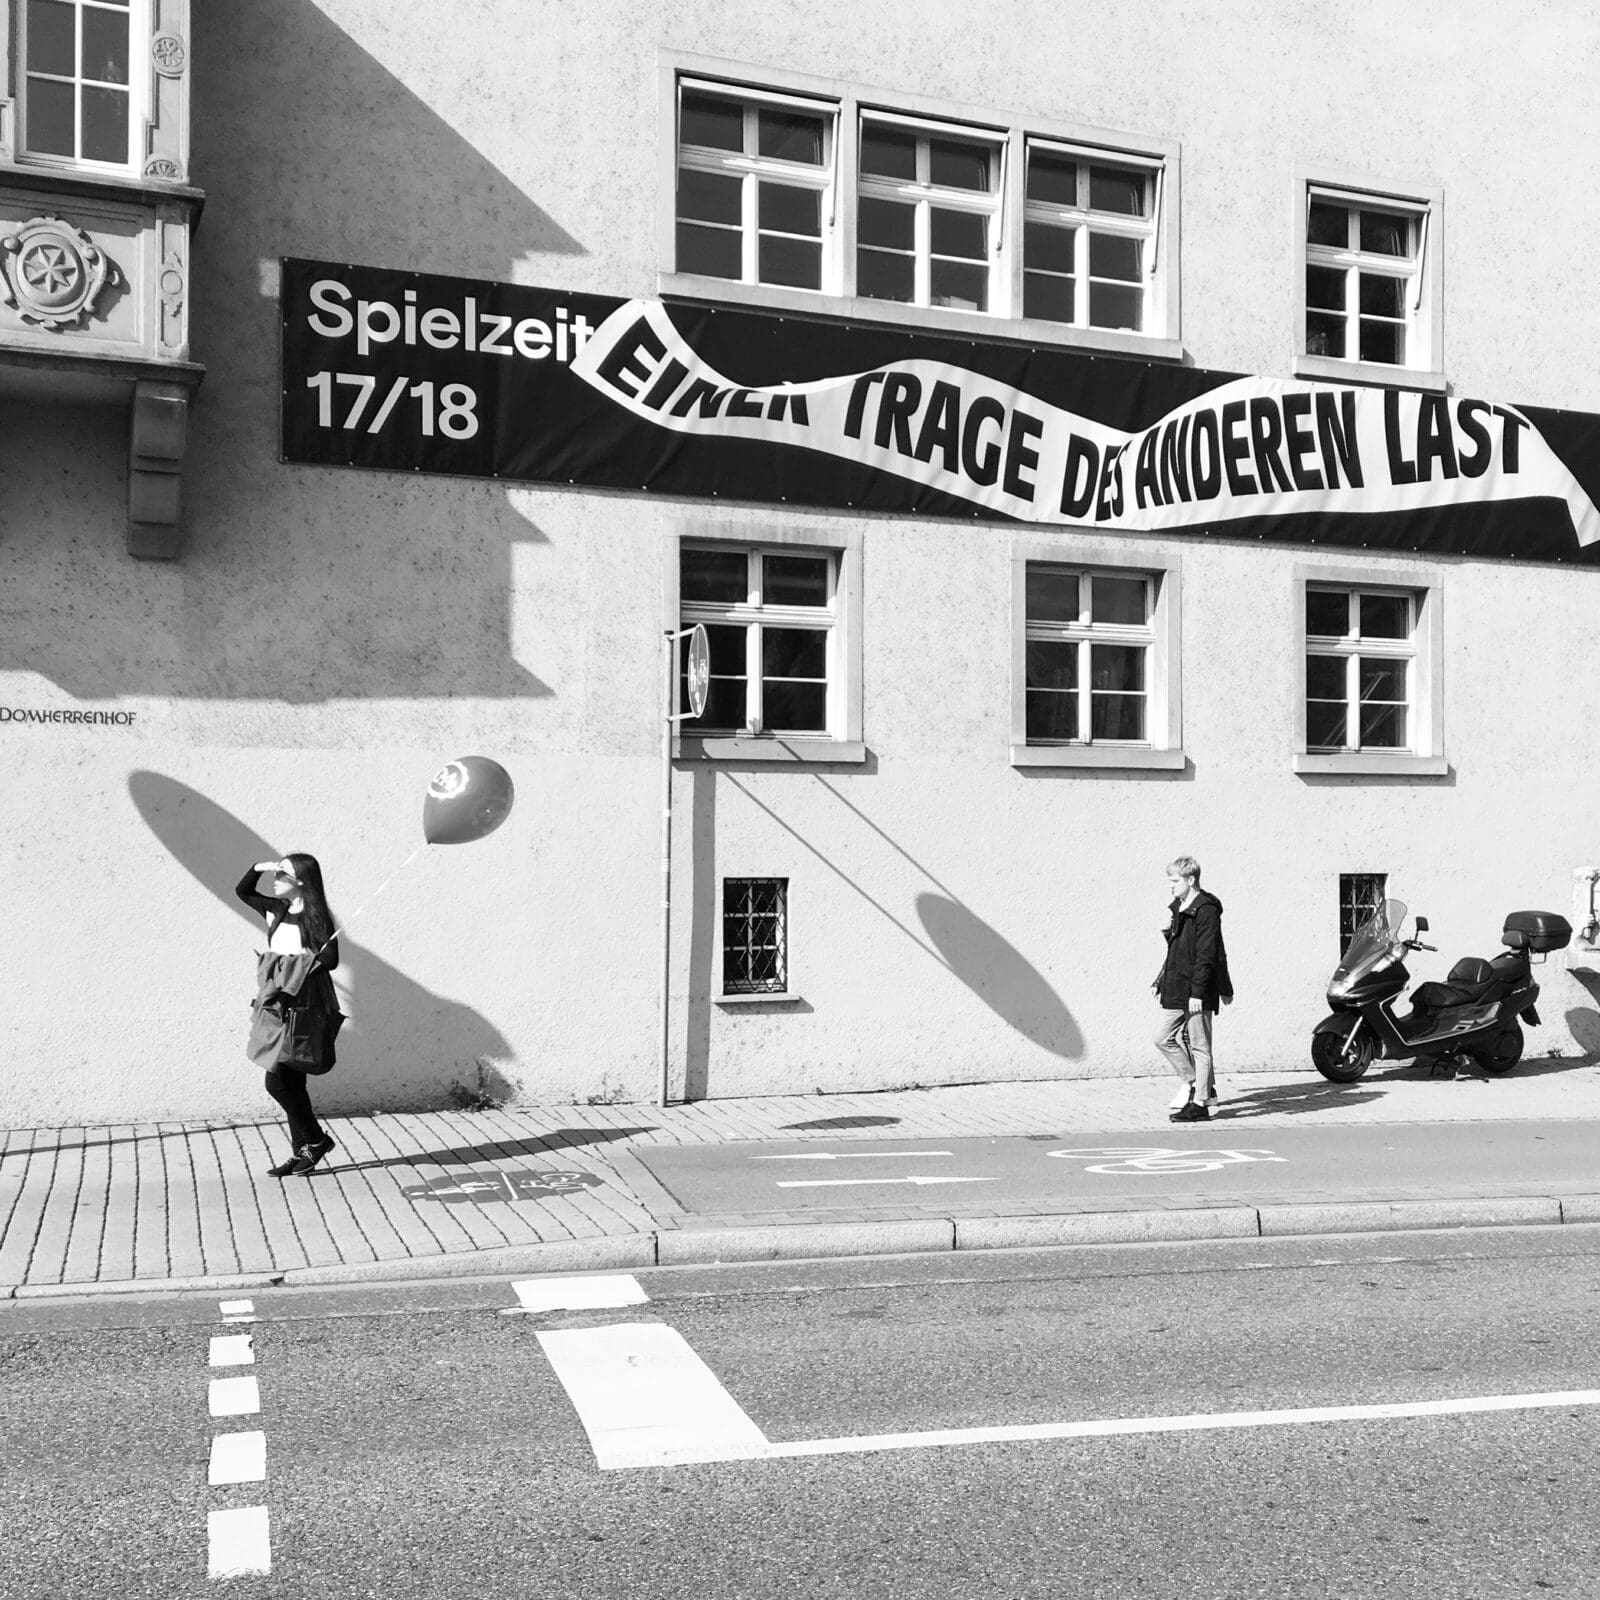 Spielzeit
17/18
EINER TRAGE DES ANDEREN LAST
DOMHERRENHOF